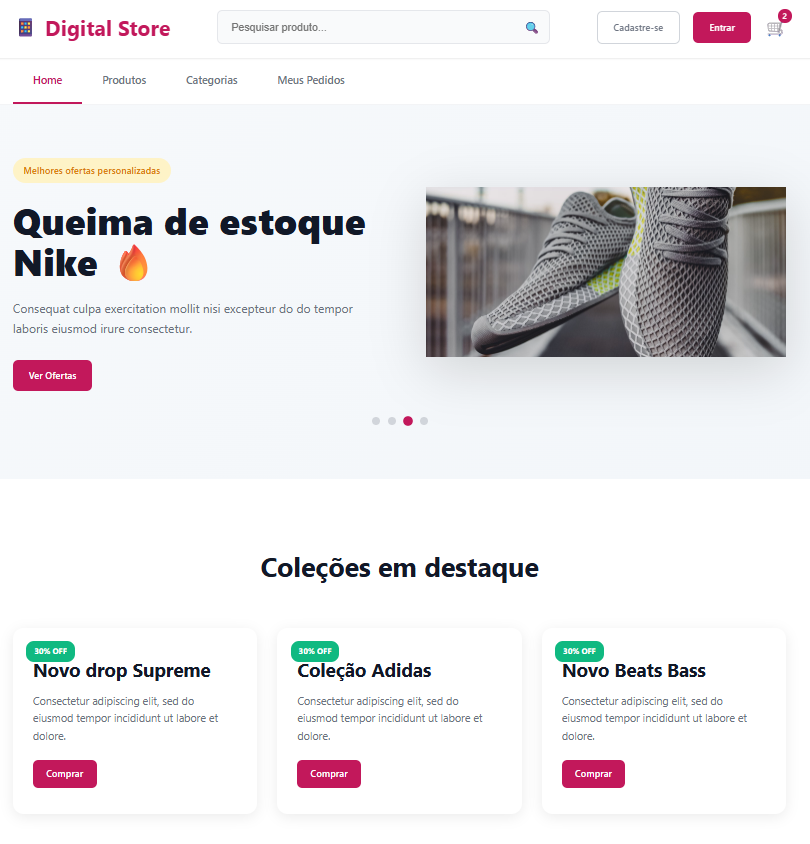 Digital Store
Pesquisar produto...
Cadastre-se
Entrar
2
Home
Produtos
Categorias
Meus Pedidos
Melhores ofertas personalizadas
Queima de estoque
Nike 🔥
Consequat culpa exercitation mollit nisi excepteur do do tempor
laboris eiusmod irure consectetur.
Ver Ofertas
Coleções em destaque
30% OFF
Novo drop Supreme
Consectetur adipiscing elit, sed do
eiusmod tempor incididunt ut labore et
dolore.
Comprar
30% OFF
Coleção Adidas
Consectetur adipiscing elit, sed do
eiusmod tempor incididunt ut labore et
dolore.
Comprar
30% OFF
Novo Beats Bass
Consectetur adipiscing elit, sed do
eiusmod tempor incididunt ut labore et
dolore.
Comprar